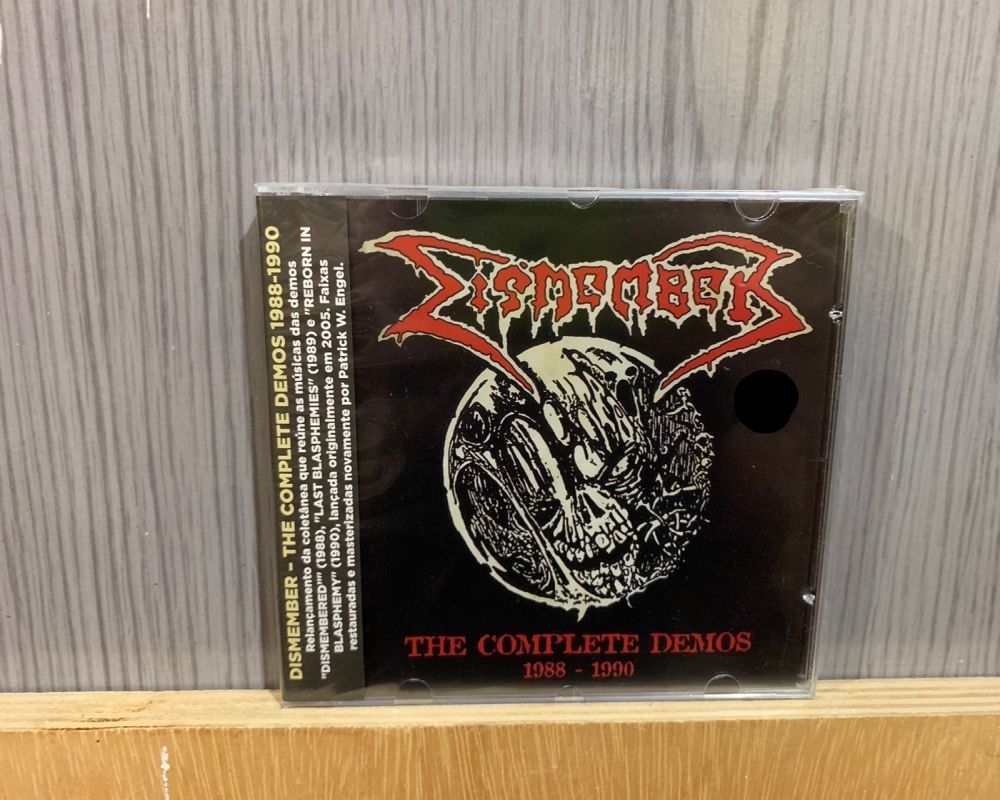 DISMEMBER – THE COMPLETE DEMOS 1988-1990
Relançamento da coletânea que reúne as músicas das demos
"DISMEMBERED"" (1988), "LAST BLASPHEMIES" (1989) e "REBORN IN
BLASPHEMY" (1990), lançada originalmente em 2005. Faixas
restauradas e masterizadas novamente por Patrick W. Engel.
DISMEMBER
THE COMPLETE DEMOS
1988 - 1990